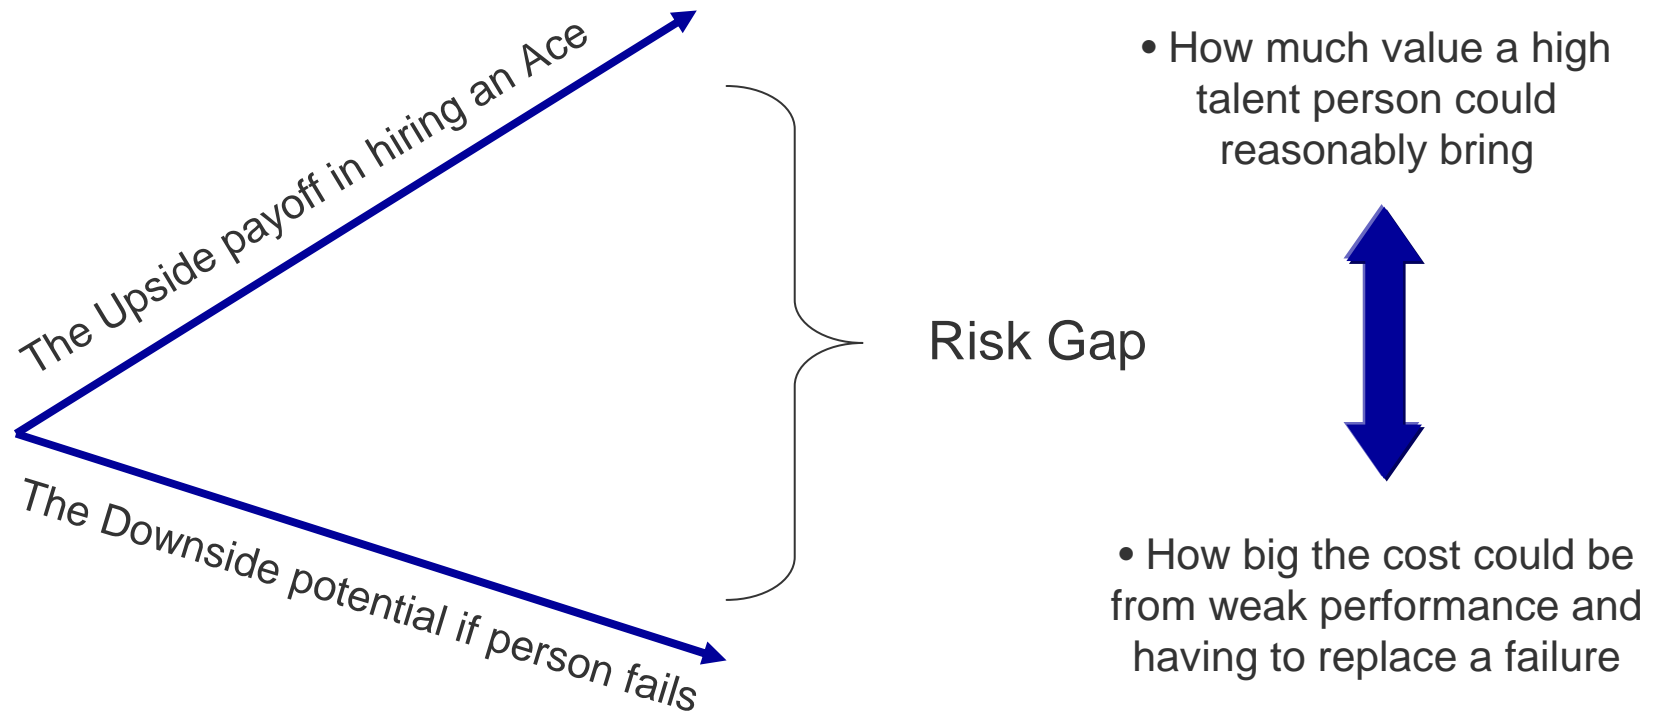 The Upside payoff in hiring an Ace
The Downside potential if person fails
Risk Gap
• How much value a high
talent person could
reasonably bring
• How big the cost could be
from weak performance and
having to replace a failure